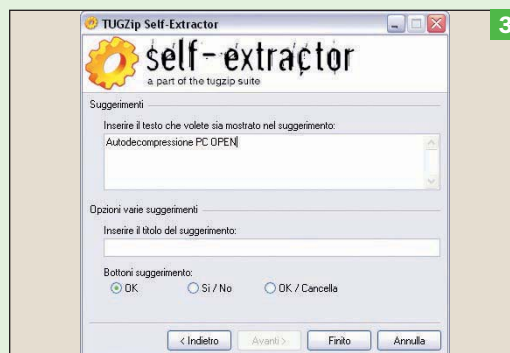 TUGZip Self-Extractor
3
self-extractor
a part of the tugzip suite
Suggerimenti
Inserire il testo che volete sia mostrato nel suggerimento:
Autodecompressione PC OPEN
Opzioni varie suggerimenti
Inserire il titolo del suggerimento:
Bottoni suggerimento:
OK Si / No OK / Cancella
< Indietro Avanti > Finito Annulla